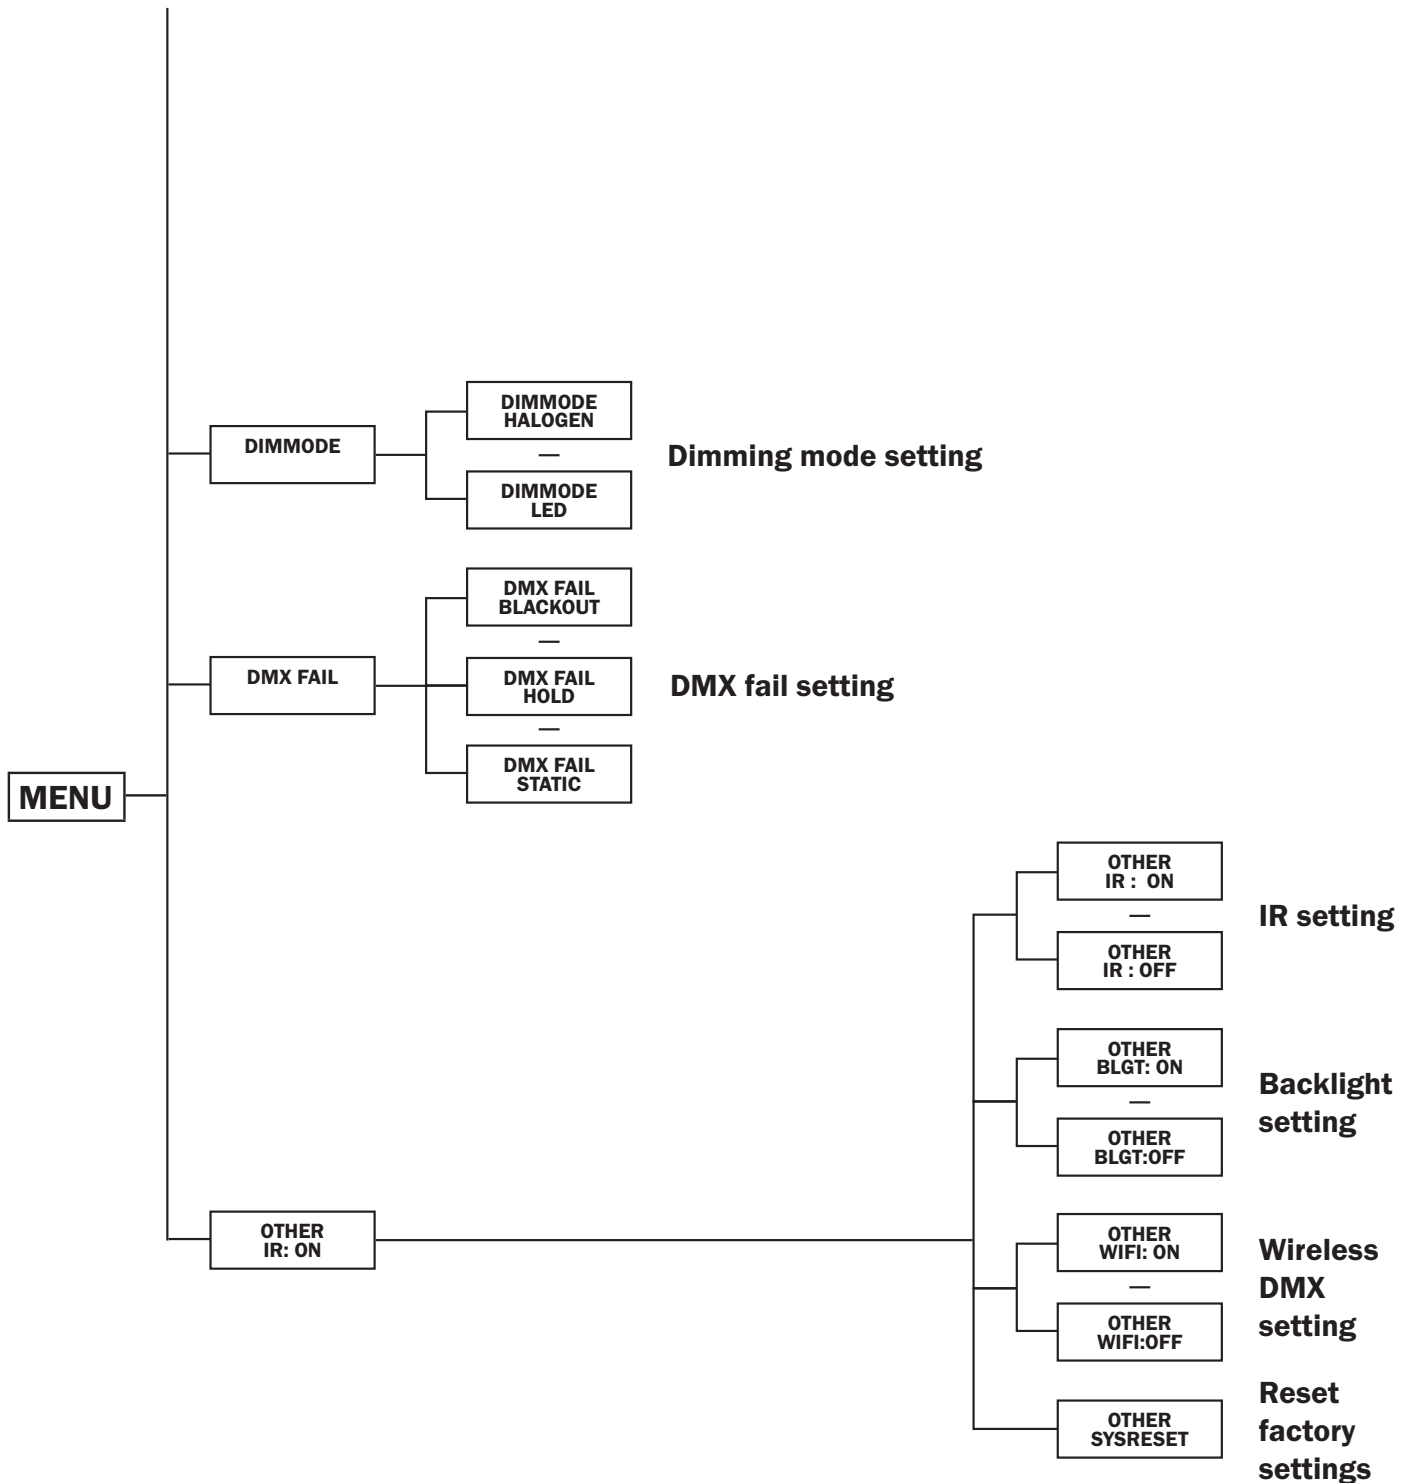 DIMMODE
DIMMODE
HALOGEN
—
DIMMODE
LED
Dimming mode setting
DMX FAIL
DMX FAIL
BLACKOUT
—
DMX FAIL
HOLD
—
DMX FAIL
STATIC
DMX fail setting
MENU
OTHER
IR: ON
OTHER
IR : ON
—
OTHER
IR : OFF
IR setting
OTHER
BLGT: ON
—
OTHER
BLGT:OFF
Backlight
setting
OTHER
WIFI: ON
—
OTHER
WIFI:OFF
Wireless
DMX
setting
OTHER
SYSRESET
Reset
factory
settings